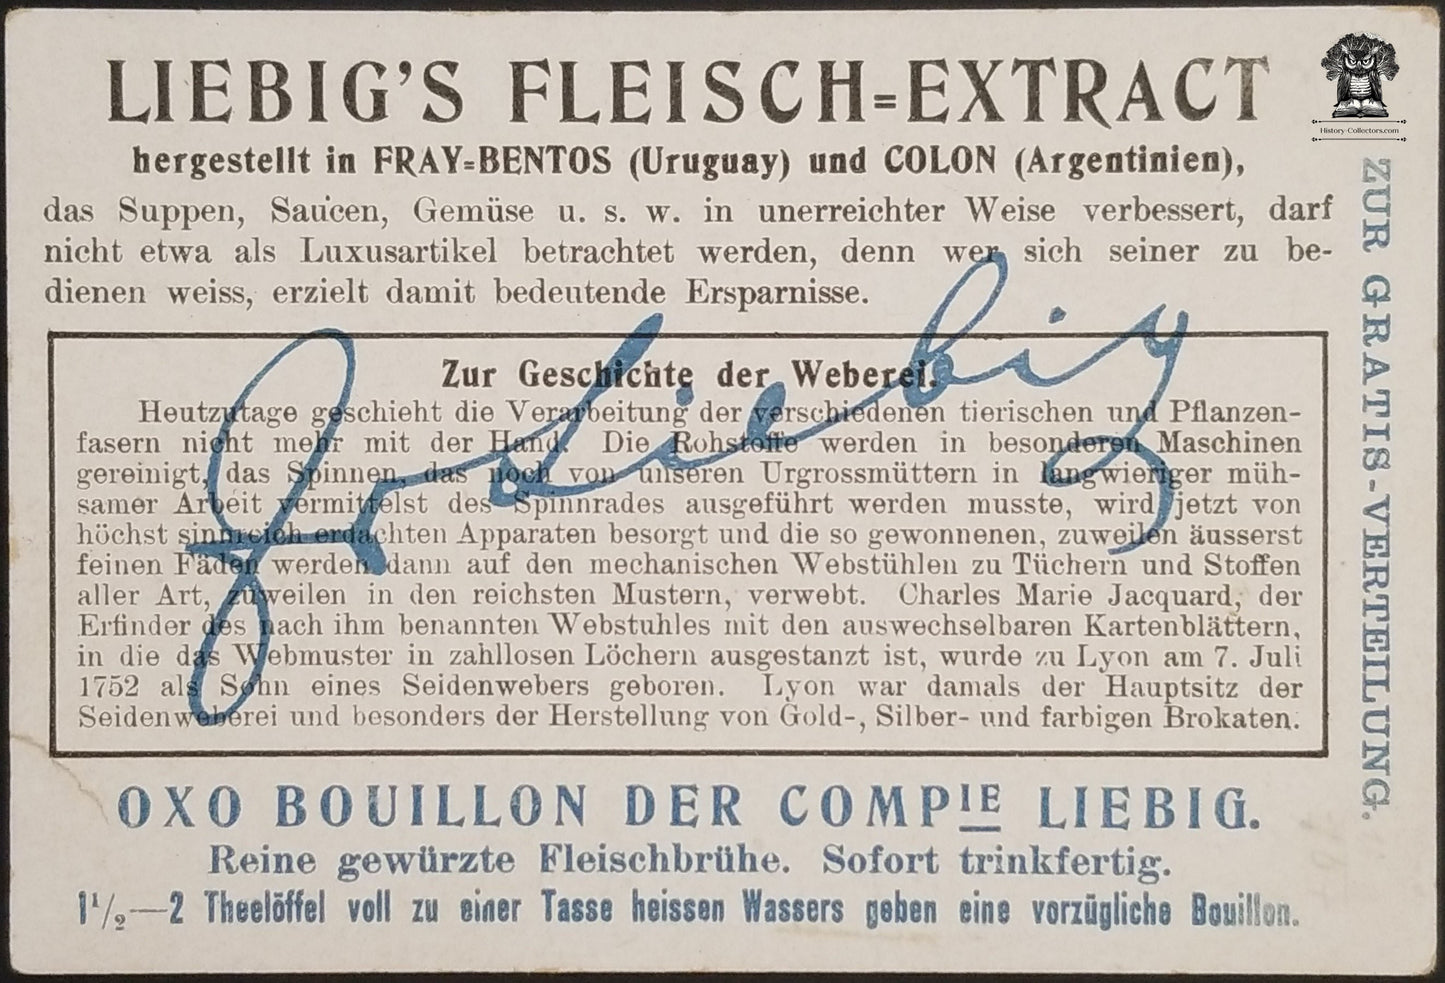 LIEBIG'S FLEISCH=EXTRACT
hergestellt in FRAY=BENTOS (Uruguay) und COLON (Argentinien),
das Suppen, Saucen, Gemüse u. s. w. in unerreichter Weise verbessert, darf
nicht etwa als Luxusartikel betrachtet werden, denn wer sich seiner zu be-
dienen weiss, erzielt damit bedeutende Ersparnisse.
Zur Geschichte der Weberei.
Heutzutage geschieht die Verarbeitung der verschiedenen tierischen und Pflanzen-
fasern nicht mehr mit der Hand. Die Rohstoffe werden in besonderen Maschinen
gereinigt, das Spinnen, das noch von unseren Urgrossmüttern in langwieriger müh-
samer Arbeit vermittelst des Spinnrades ausgeführt werden musste, wird jetzt von
höchst sinnreich erdachten Apparaten besorgt und die so gewonnenen, zuweilen äusserst
feinen Fäden werden dann auf den mechanischen Webstühlen zu Tüchern und Stoffen
aller Art, zuweilen in den reichsten Mustern, verwebt. Charles Marie Jacquard, der
Erfinder des nach ihm benannten Webstuhles mit den auswechselbaren Kartenblättern,
in die das Webmuster in zahllosen Löchern ausgestanzt ist, wurde zu Lyon am 7. Juli
1752 als Sohn eines Seidenwebers geboren. Lyon war damals der Hauptsitz der
Seidenweberei und besonders der Herstellung von Gold-, Silber- und farbigen Brokaten.
J v Liebig
OXO BOUILLON DER COMPIE LIEBIG.
Reine gewürzte Fleischbrühe. Sofort trinkfertig.
1 1/2—2 Theelöffel voll zu einer Tasse heissen Wassers geben eine vorzügliche Bouillon.
ZUR GRATIS-VERTEILUNG.
History-Collectors.com